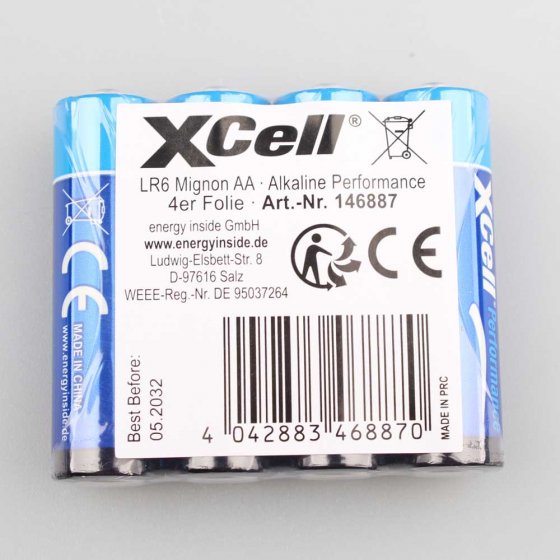 XCell®
LR6 Mignon AA · Alkaline Performance
4er Folie · Art.-Nr. 146887
energy inside GmbH
www.energyinside.de
Ludwig-Elsbett-Str. 8
D-97616 Salz
WEEE-Reg.-Nr. DE 95037264
CE
Best Before:
05.2032
4 042883 468870
MADE IN PRC
CE
MADE IN CHINA
www.energyinside.de
XCell
Performance